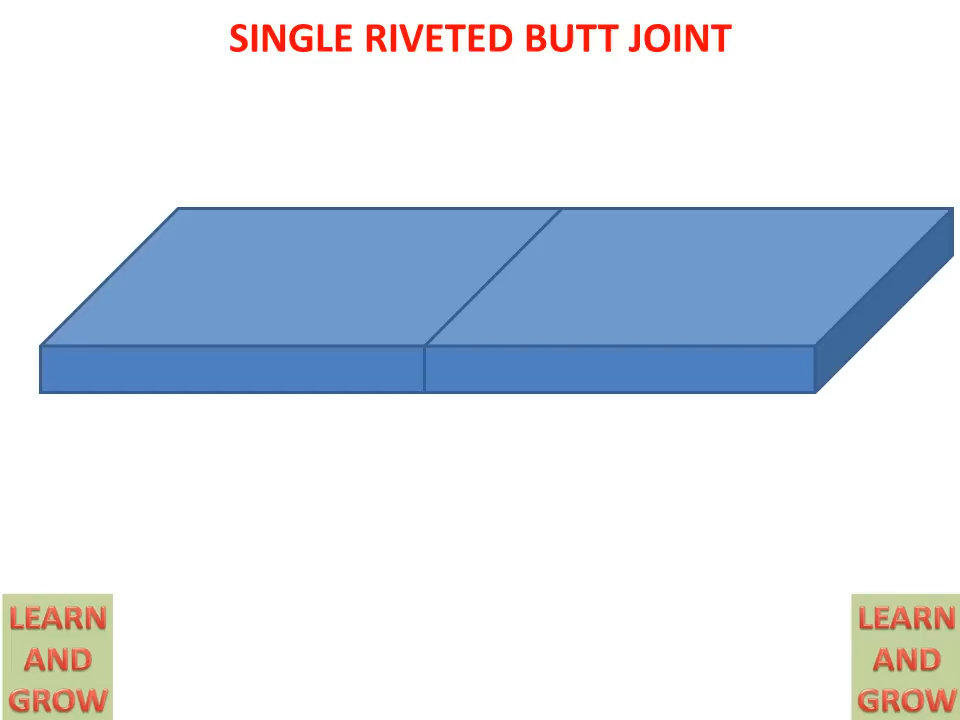 SINGLE RIVETED BUTT JOINT
LEARN
AND
GROW
LEARN
AND
GROW